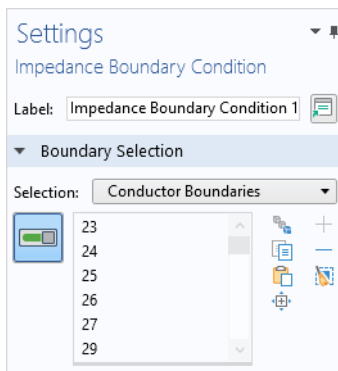 Settings
Impedance Boundary Condition
Label: Impedance Boundary Condition 1
Boundary Selection
Selection: Conductor Boundaries
23
24
25
26
27
29